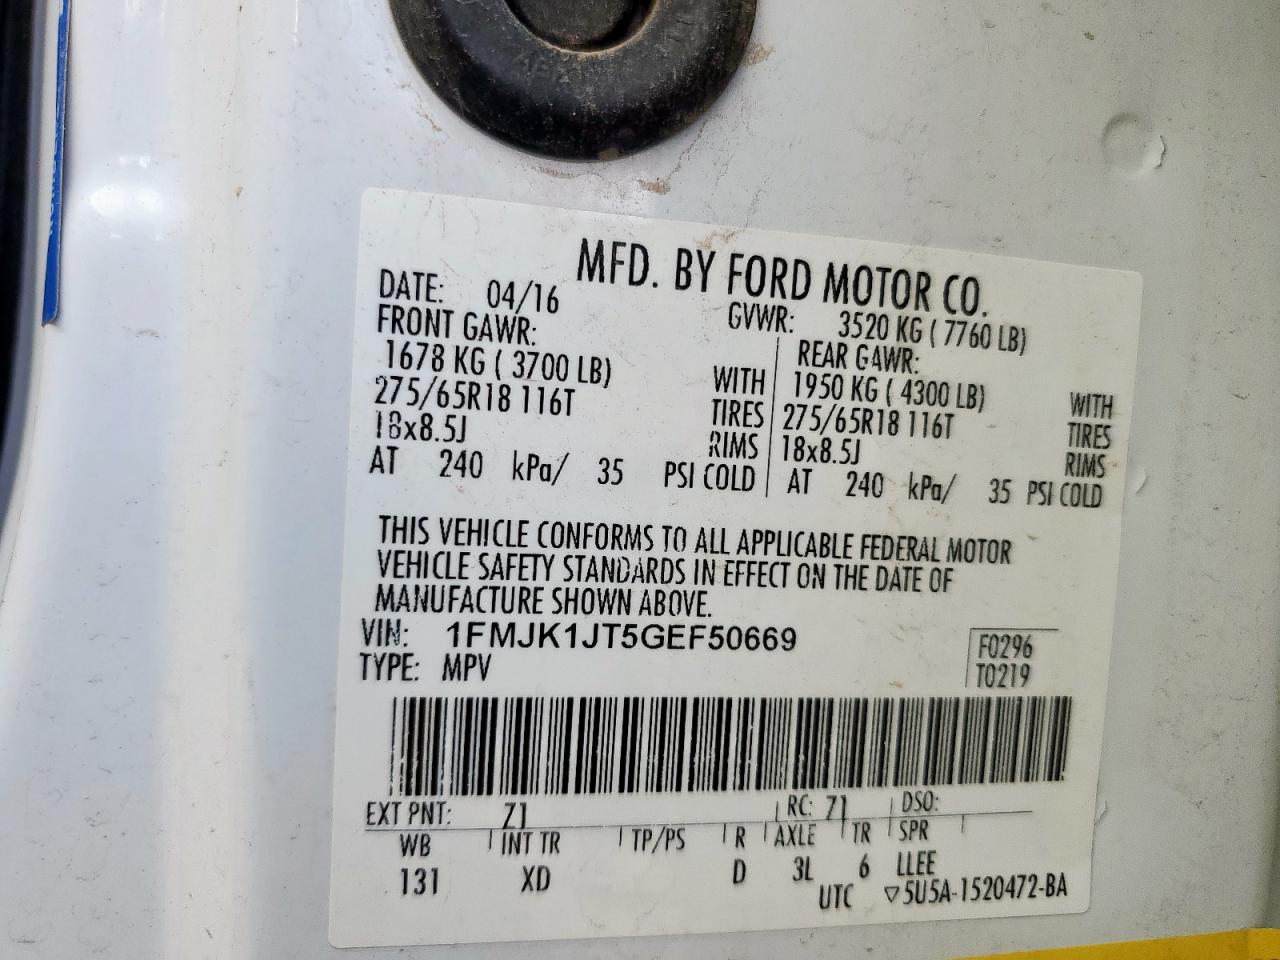 MFD. BY FORD MOTOR CO.
DATE: 04/16
GVWR: 3520 KG ( 7760 LB)
FRONT GAWR:
1678 KG ( 3700 LB) WITH
275/65R18 116T TIRES
18x8.5J RIMS
AT 240 kPa/ 35 PSI COLD
REAR GAWR:
1950 KG ( 4300 LB) WITH
275/65R18 116T TIRES
18x8.5J RIMS
AT 240 kPa/ 35 PSI COLD
THIS VEHICLE CONFORMS TO ALL APPLICABLE FEDERAL MOTOR
VEHICLE SAFETY STANDARDS IN EFFECT ON THE DATE OF
MANUFACTURE SHOWN ABOVE.
VIN: 1FMJK1JT5GEF50669
TYPE: MPV
F0296
T0219
EXT PNT: Z1 RC: 71 DSO:
WB INT TR TP/PS R AXLE TR SPR
131 XD D 3L 6 LLEE
UTC ▽5U5A-1520472-BA